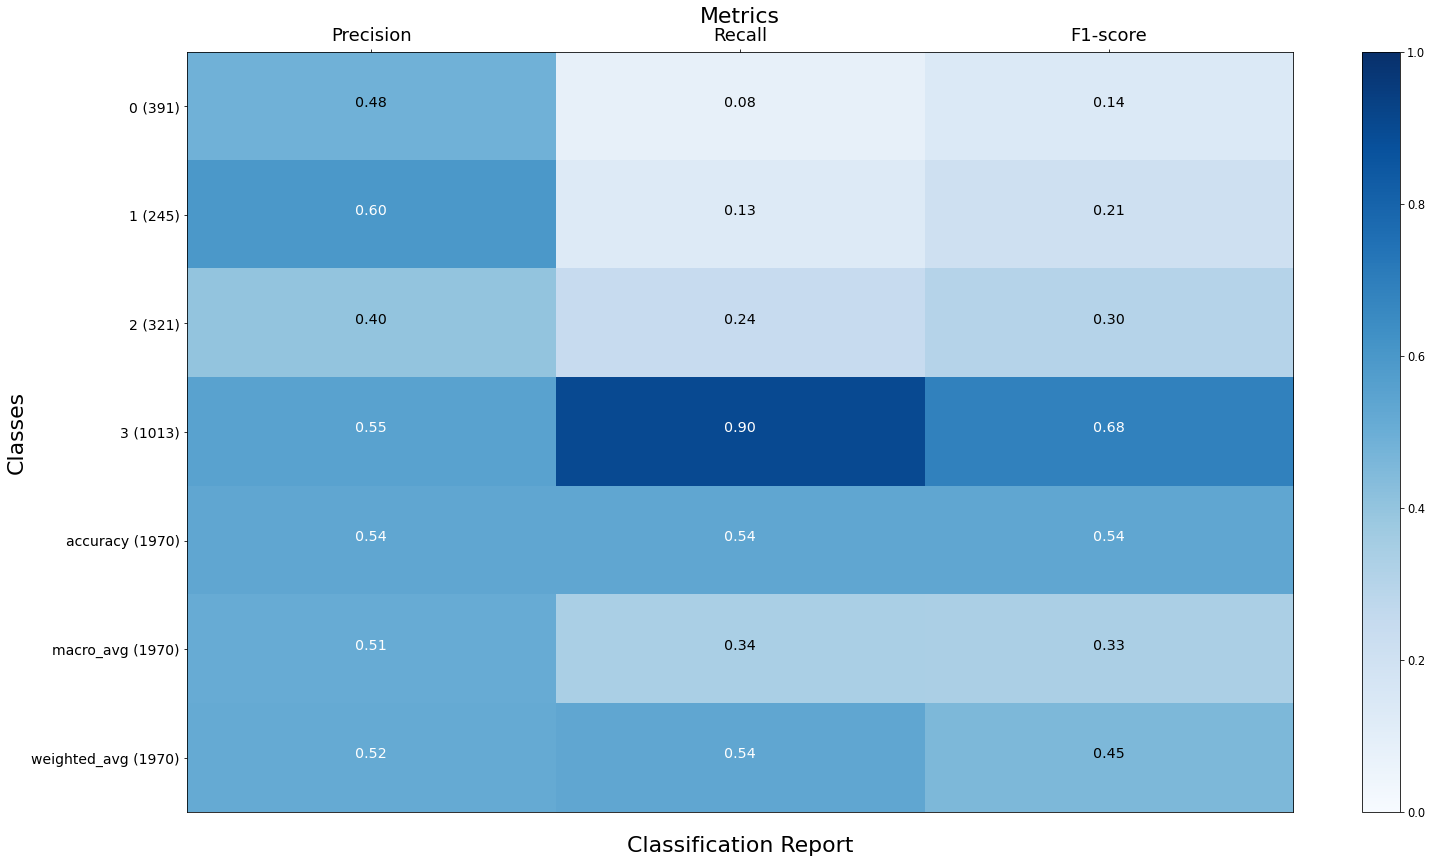 Metrics
Precision Recall F1-score
0 (391) 0.48 0.08 0.14 1.0
1 (245) 0.60 0.13 0.21 0.8
2 (321) 0.40 0.24 0.30 0.6
3 (1013) 0.55 0.90 0.68
accuracy (1970) 0.54 0.54 0.54 0.4
macro_avg (1970) 0.51 0.34 0.33 0.2
weighted_avg (1970) 0.52 0.54 0.45 0.0
Classes
Classification Report